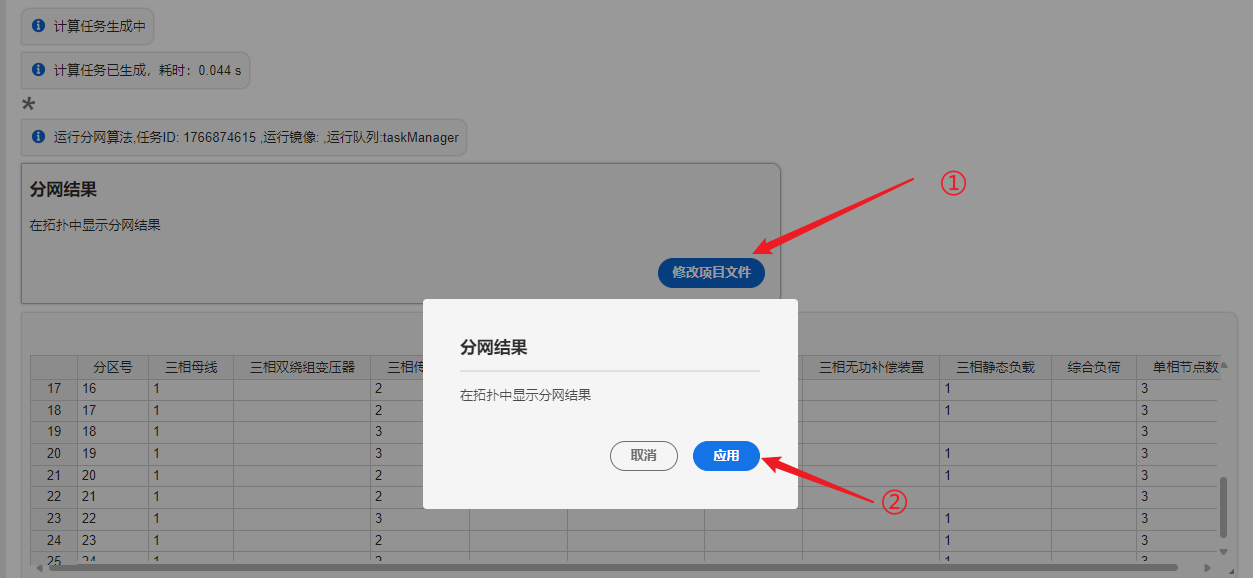 计算任务生成中
计算任务已生成，耗时：0.044 s
*
运行分网算法,任务ID: 1766874615 ,运行镜像: ,运行队列:taskManager
分网结果
在拓扑中显示分网结果
①
修改项目文件
分网结果
在拓扑中显示分网结果
取消 应用
②
分区号 三相母线 三相双绕组变压器 三相传 三相无功补偿装置 三相静态负载 综合负荷 单相节点数
17 16 1 2 1 3
18 17 1 2 1 3
19 18 1 3 3
20 19 1 3 1 3
21 20 1 2 1 3
22 21 1 2 3
23 22 1 3 1 3
24 23 1 2 1 3
25 24 1 2 1 3